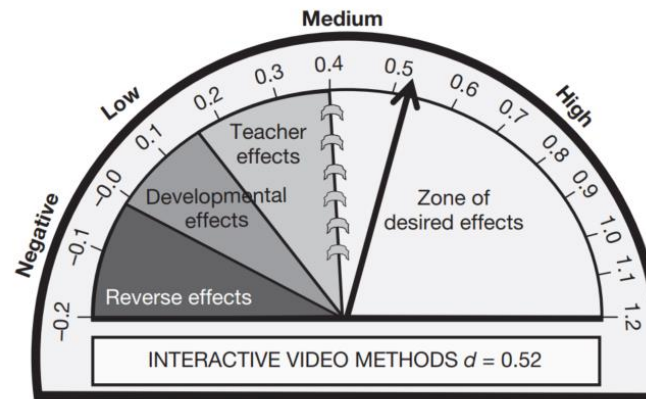 Medium
Low
High
Negative
-0.2
-0.1
-0.0
0.1
0.2
0.3
0.4
0.5
0.6
0.7
0.8
0.9
1.0
1.1
1.2
Teacher
effects
Developmental
effects
Reverse effects
Zone of
desired effects
INTERACTIVE VIDEO METHODS d = 0.52